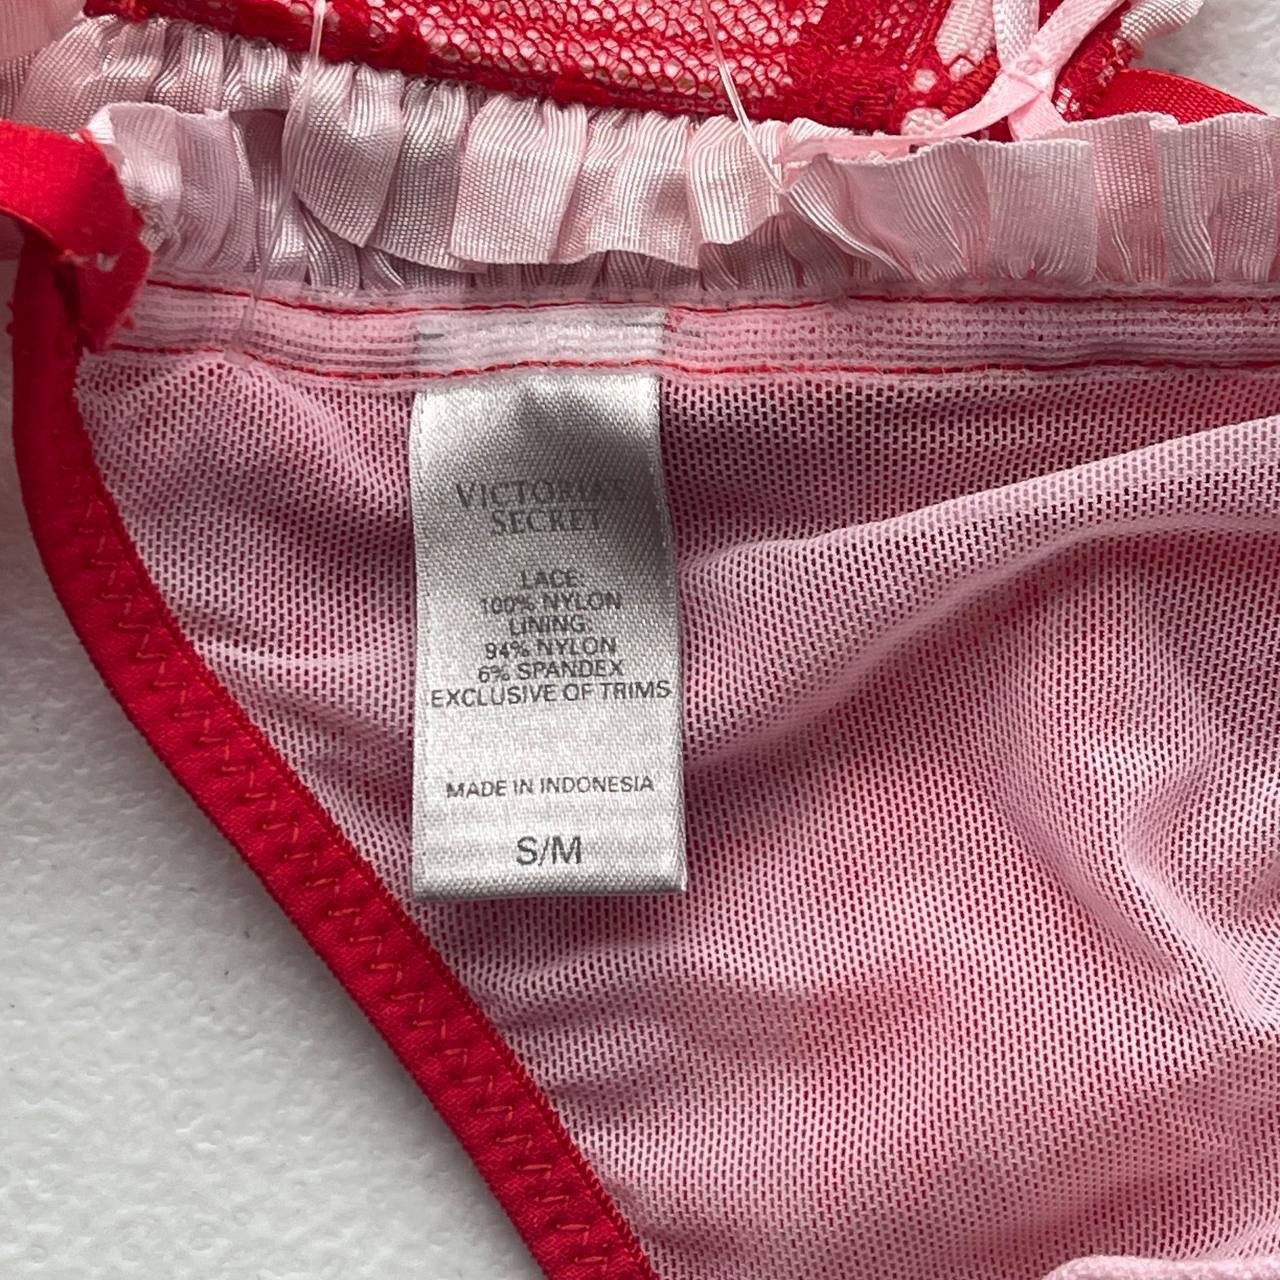 VICTORIA'S
SECRET
LACE:
100% NYLON
LINING:
94% NYLON
6% SPANDEX
EXCLUSIVE OF TRIMS
MADE IN INDONESIA
S/M